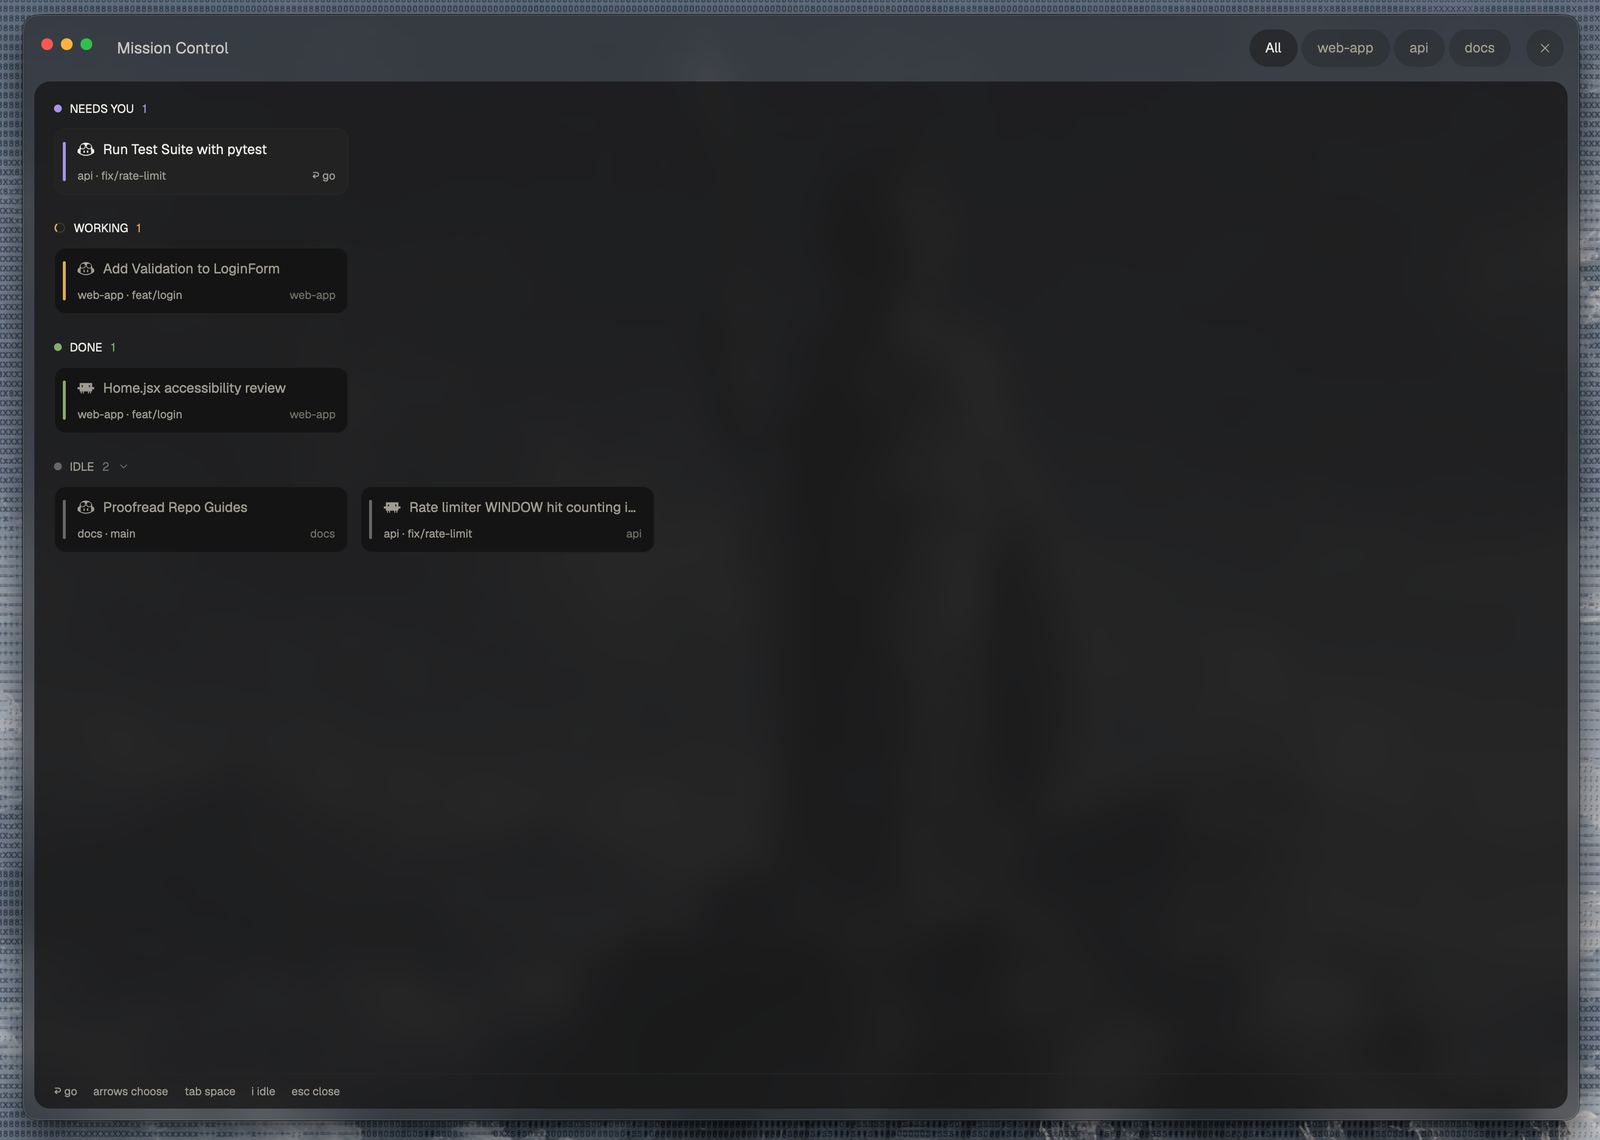 Mission Control
All
web-app
api
docs
NEEDS YOU 1
Run Test Suite with pytest
api · fix/rate-limit
go
WORKING 1
Add Validation to LoginForm
web-app · feat/login
web-app
DONE 1
Home.jsx accessibility review
web-app · feat/login
web-app
IDLE 2
Proofread Repo Guides
docs · main
docs
Rate limiter WINDOW hit counting i...
api · fix/rate-limit
api
go arrows choose tab space i idle esc close